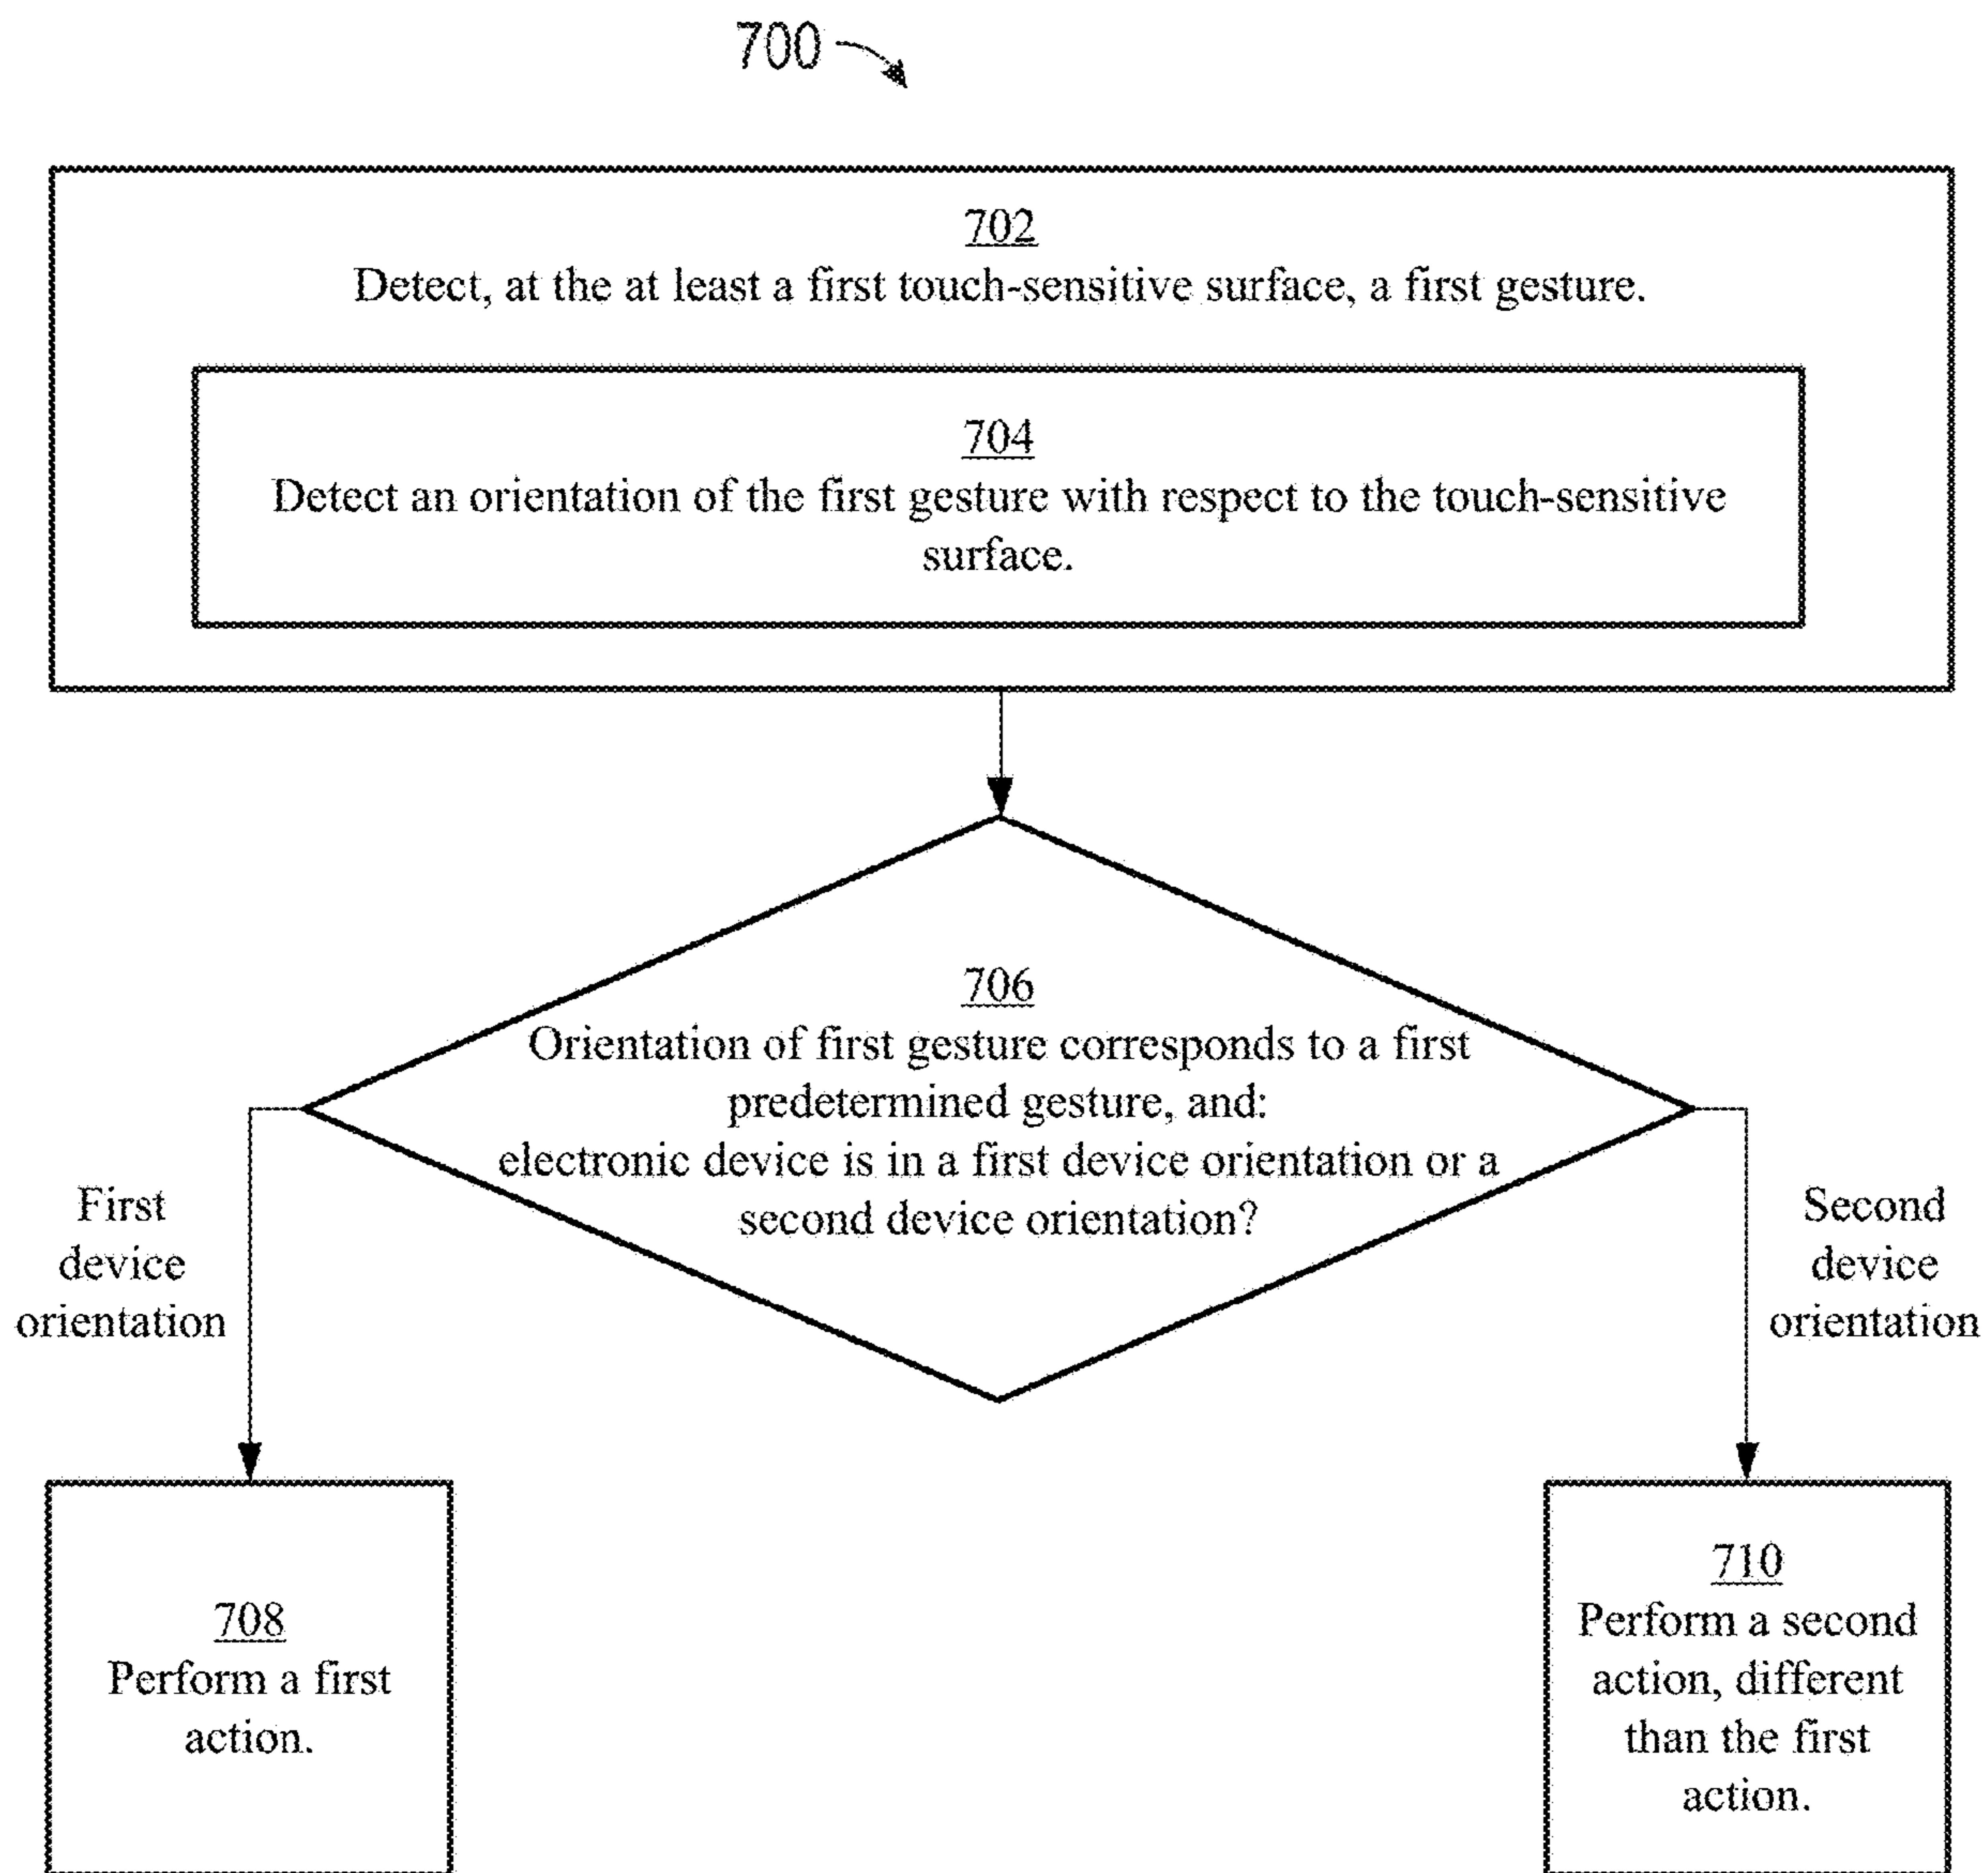 700
702
Detect, at the at least a first touch-sensitive surface, a first gesture.
704
Detect an orientation of the first gesture with respect to the touch-sensitive
surface.
706
Orientation of first gesture corresponds to a first
predetermined gesture, and:
electronic device is in a first device orientation or a
second device orientation?
First
device
orientation
Second
device
orientation
708
Perform a first
action.
710
Perform a second
action, different
than the first
action.